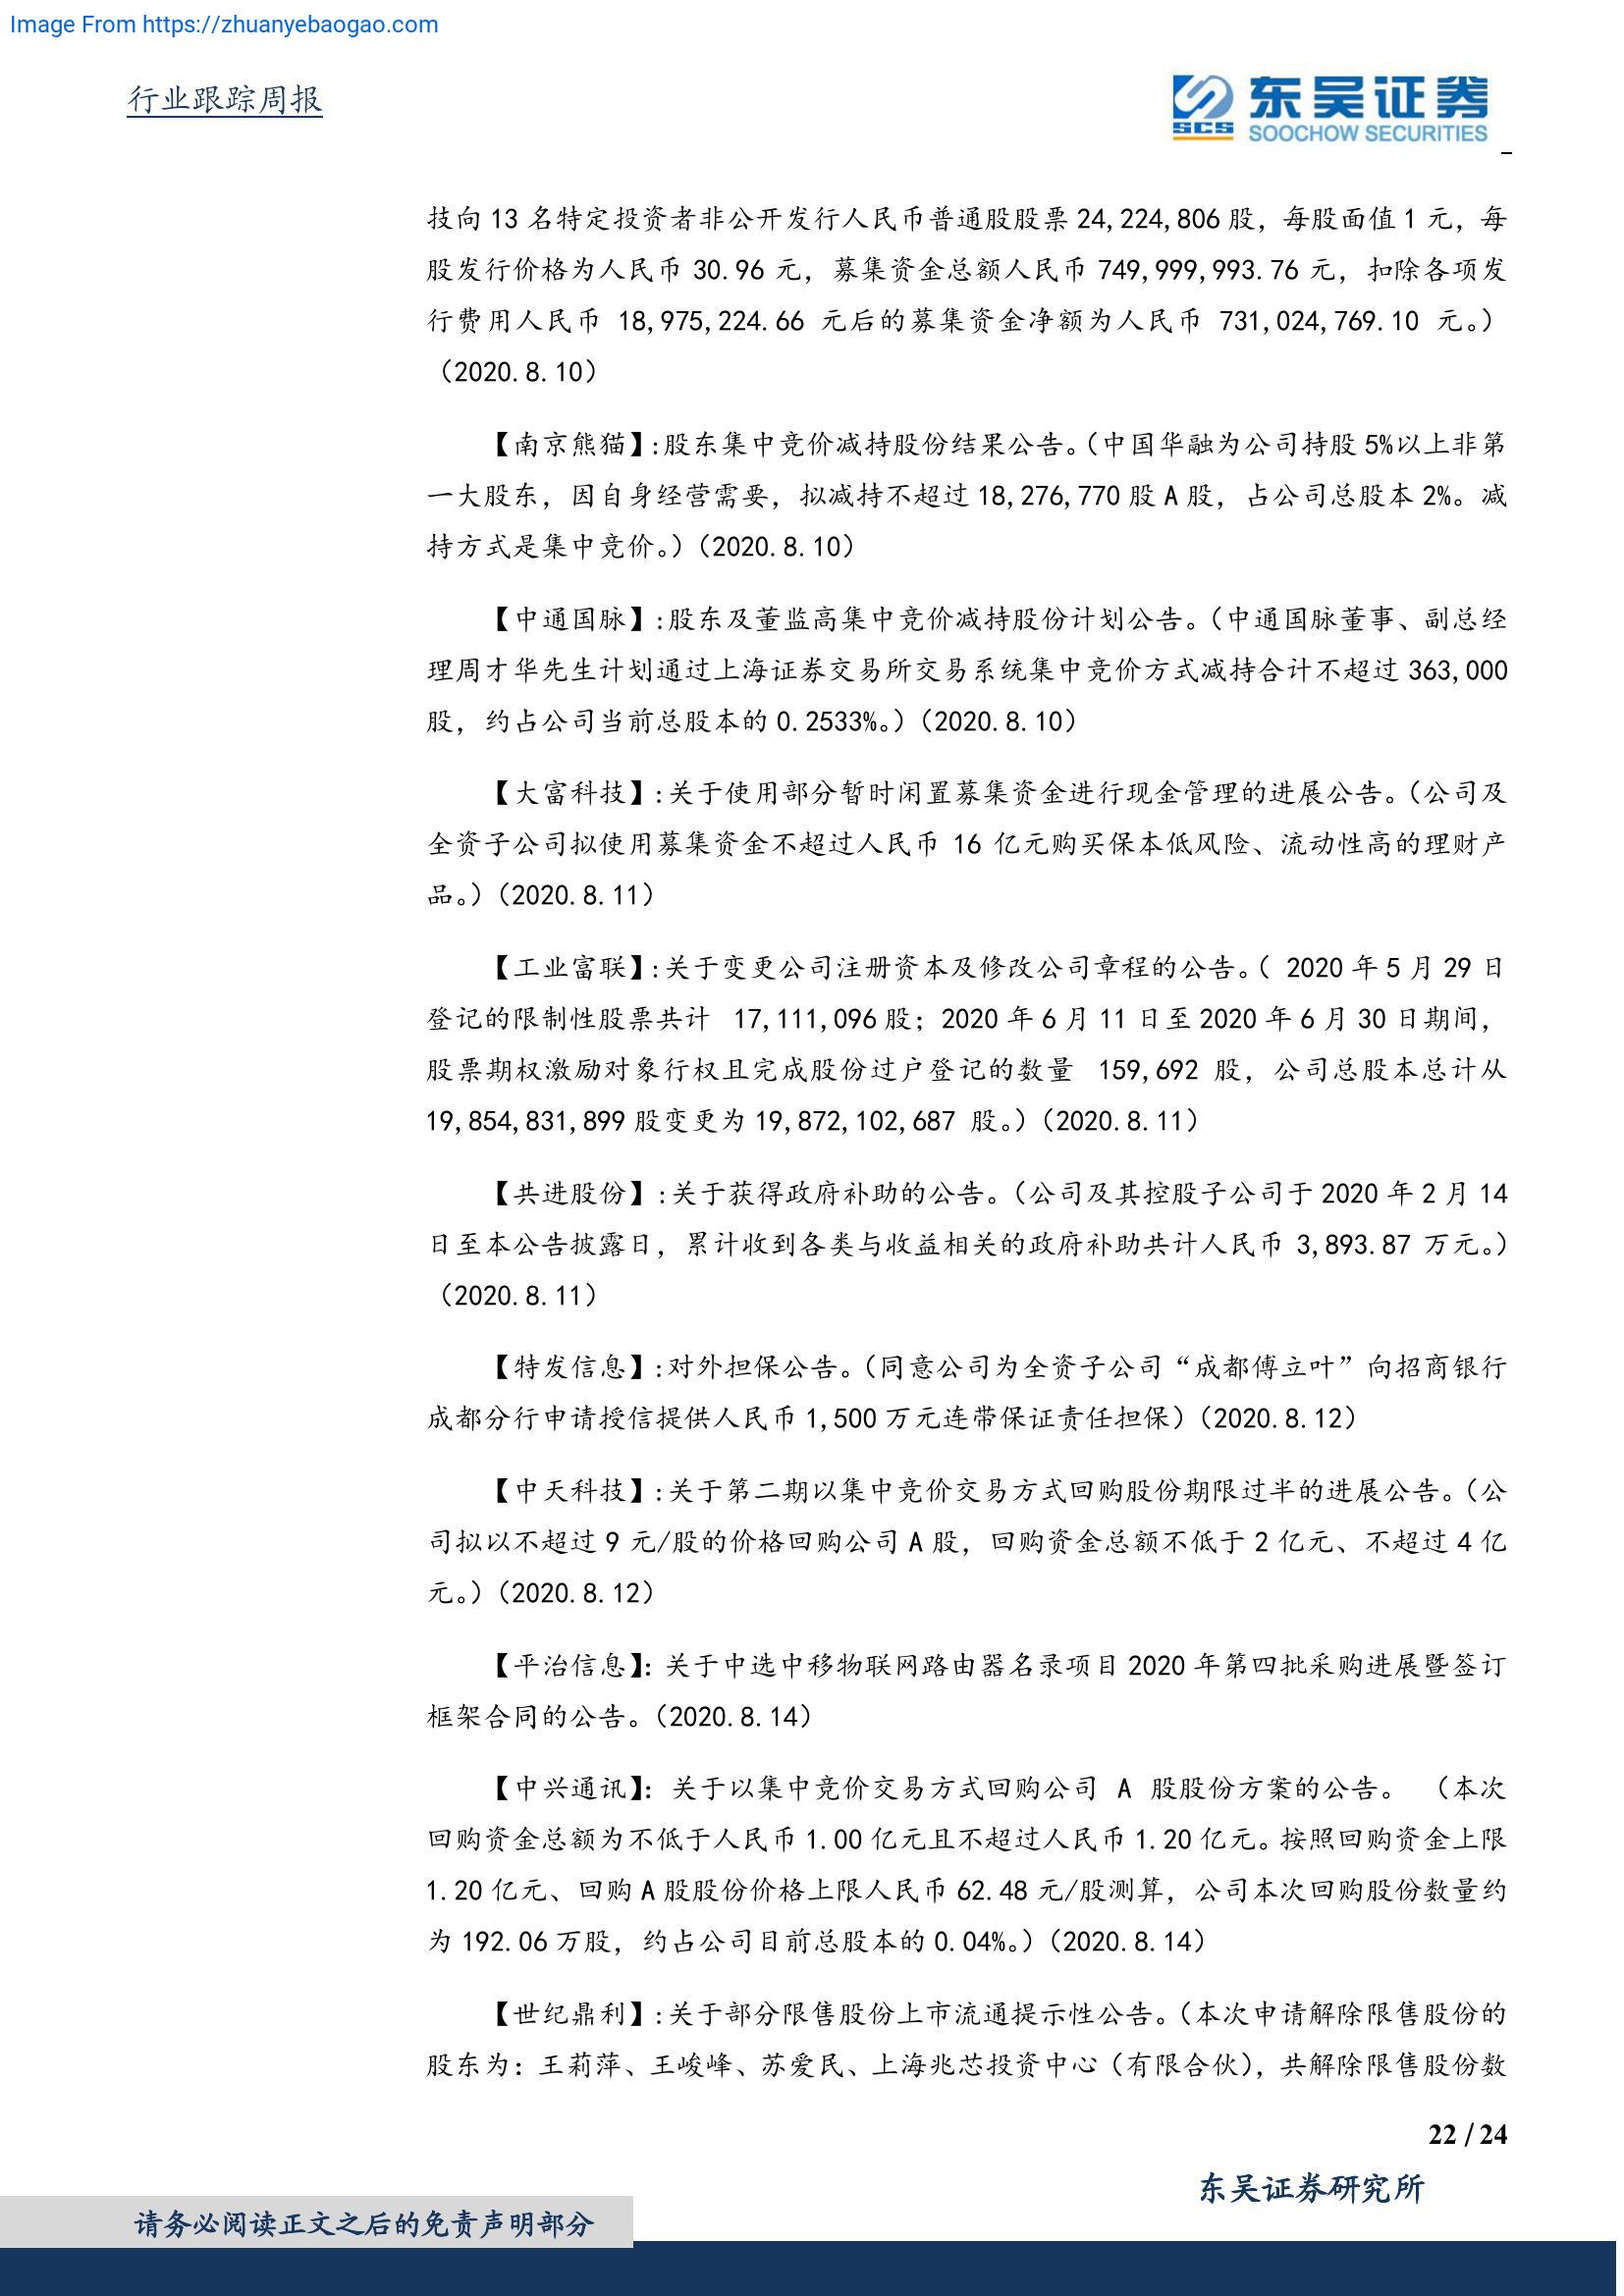 Image From https://zhuanyebaogao.com
行业跟踪周报
东吴证券
SCS
SOOCHOW SECURITIES
技向 13 名特定投资者非公开发行人民币普通股股票 24,224,806 股，每股面值 1 元，每
股发行价格为人民币 30.96 元，募集资金总额人民币 749,999,993.76 元，扣除各项发
行费用人民币 18,975,224.66 元后的募集资金净额为人民币 731,024,769.10 元。）
（2020.8.10）
【南京熊猫】:股东集中竞价减持股份结果公告。（中国华融为公司持股 5%以上非第
一大股东，因自身经营需要，拟减持不超过 18,276,770 股 A 股，占公司总股本 2%。减
持方式是集中竞价。）（2020.8.10）
【中通国脉】:股东及董监高集中竞价减持股份计划公告。（中通国脉董事、副总经
理周才华先生计划通过上海证券交易所交易系统集中竞价方式减持合计不超过 363,000
股，约占公司当前总股本的 0.2533%。）（2020.8.10）
【大富科技】:关于使用部分暂时闲置募集资金进行现金管理的进展公告。（公司及
全资子公司拟使用募集资金不超过人民币 16 亿元购买保本低风险、流动性高的理财产
品。）（2020.8.11）
【工业富联】:关于变更公司注册资本及修改公司章程的公告。（ 2020 年 5 月 29 日
登记的限制性股票共计 17,111,096 股；2020 年 6 月 11 日至 2020 年 6 月 30 日期间，
股票期权激励对象行权且完成股份过户登记的数量 159,692 股，公司总股本总计从
19,854,831,899 股变更为 19,872,102,687 股。）（2020.8.11）
【共进股份】:关于获得政府补助的公告。（公司及其控股子公司于 2020 年 2 月 14
日至本公告披露日，累计收到各类与收益相关的政府补助共计人民币 3,893.87 万元。）
（2020.8.11）
【特发信息】:对外担保公告。（同意公司为全资子公司“成都傅立叶”向招商银行
成都分行申请授信提供人民币 1,500 万元连带保证责任担保）（2020.8.12）
【中天科技】:关于第二期以集中竞价交易方式回购股份期限过半的进展公告。（公
司拟以不超过 9 元/股的价格回购公司 A 股，回购资金总额不低于 2 亿元、不超过 4 亿
元。）（2020.8.12）
【平治信息】：关于中选中移物联网路由器名录项目 2020 年第四批采购进展暨签订
框架合同的公告。（2020.8.14）
【中兴通讯】：关于以集中竞价交易方式回购公司 A 股股份方案的公告。 （本次
回购资金总额为不低于人民币 1.00 亿元且不超过人民币 1.20 亿元。按照回购资金上限
1.20 亿元、回购 A 股股份价格上限人民币 62.48 元/股测算，公司本次回购股份数量约
为 192.06 万股，约占公司目前总股本的 0.04%。）（2020.8.14）
【世纪鼎利】:关于部分限售股份上市流通提示性公告。（本次申请解除限售股份的
股东为：王莉萍、王峻峰、苏爱民、上海兆芯投资中心（有限合伙），共解除限售股份数
22 / 24
东吴证券研究所
请务必阅读正文之后的免责声明部分